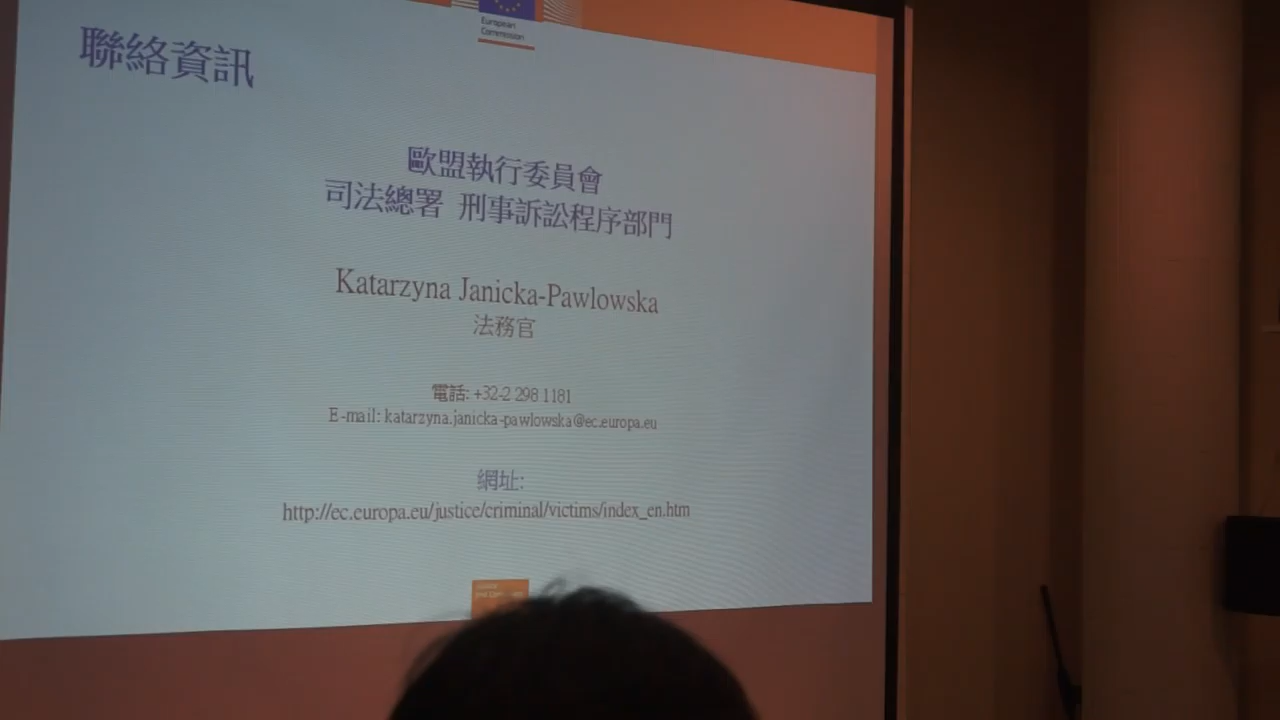 European
Commission
聯絡資訊
歐盟執行委員會
司法總署 刑事訴訟程序部門
Katarzyna Janicka-Pawlowska
法務官
電話: +32-2 298 1181
E-mail: katarzyna.janicka-pawlowska@ec.europa.eu
網址:
http://ec.europa.eu/justice/criminal/victims/index_en.htm